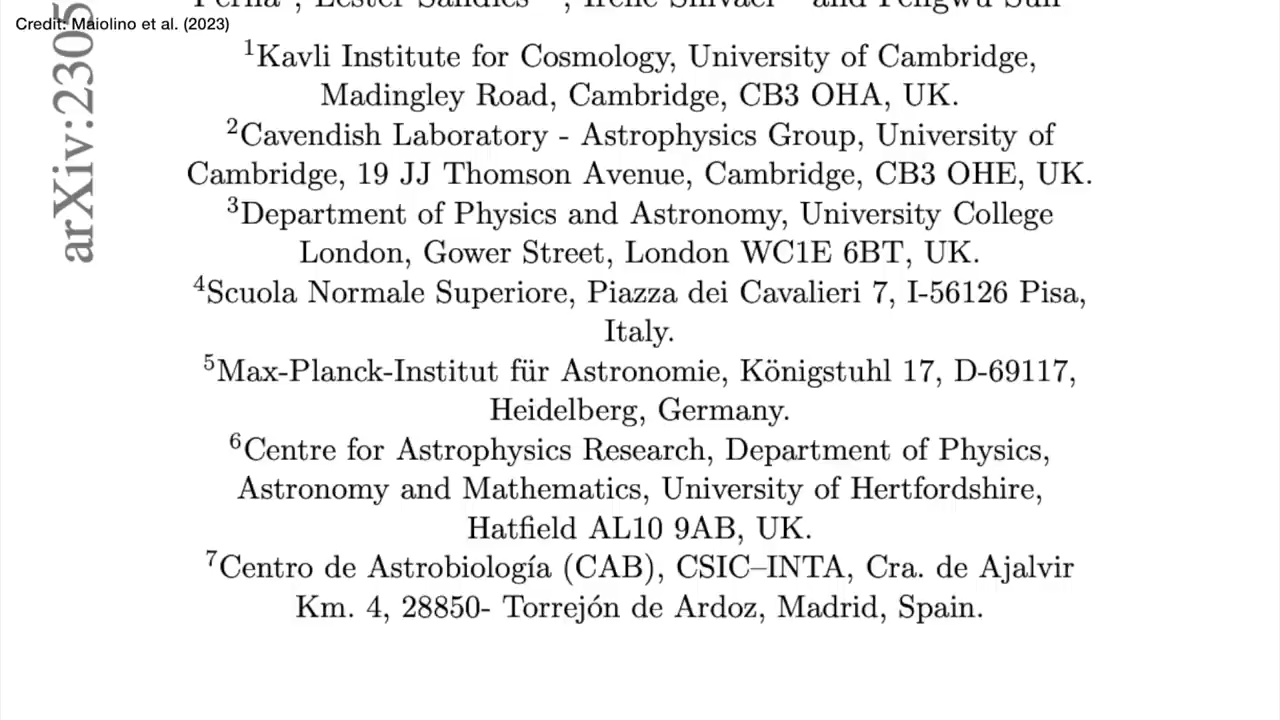 Credit: Maiolino et al. (2023)
arXiv:2305
1Kavli Institute for Cosmology, University of Cambridge,
Madingley Road, Cambridge, CB3 OHA, UK.
2Cavendish Laboratory - Astrophysics Group, University of
Cambridge, 19 JJ Thomson Avenue, Cambridge, CB3 OHE, UK.
3Department of Physics and Astronomy, University College
London, Gower Street, London WC1E 6BT, UK.
4Scuola Normale Superiore, Piazza dei Cavalieri 7, I-56126 Pisa,
Italy.
5Max-Planck-Institut für Astronomie, Königstuhl 17, D-69117,
Heidelberg, Germany.
6Centre for Astrophysics Research, Department of Physics,
Astronomy and Mathematics, University of Hertfordshire,
Hatfield AL10 9AB, UK.
7Centro de Astrobiología (CAB), CSIC–INTA, Cra. de Ajalvir
Km. 4, 28850- Torrejón de Ardoz, Madrid, Spain.